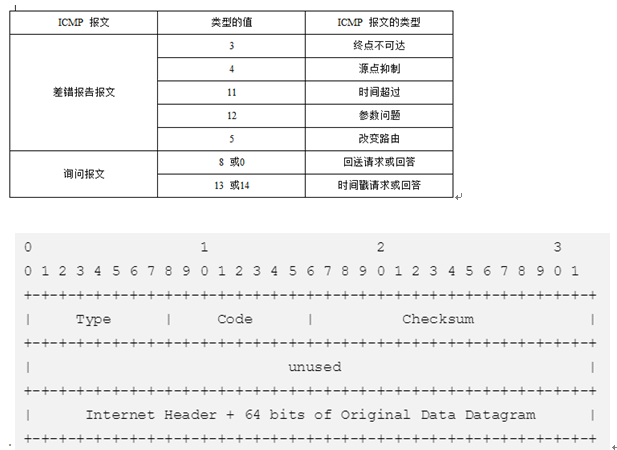 ICMP 报文 类型的值 ICMP 报文的类型
差错报告报文 3 终点不可达
4 源点抑制
11 时间超过
12 参数问题
5 改变路由
询问报文 8 或0 回送请求或回答
13 或14 时间戳请求或回答
0                   1                   2                   3
0 1 2 3 4 5 6 7 8 9 0 1 2 3 4 5 6 7 8 9 0 1 2 3 4 5 6 7 8 9 0 1
+-+-+-+-+-+-+-+-+-+-+-+-+-+-+-+-+-+-+-+-+-+-+-+-+-+-+-+-+-+-+-+-+
|     Type      |     Code      |          Checksum             |
+-+-+-+-+-+-+-+-+-+-+-+-+-+-+-+-+-+-+-+-+-+-+-+-+-+-+-+-+-+-+-+-+
|                             unused                            |
+-+-+-+-+-+-+-+-+-+-+-+-+-+-+-+-+-+-+-+-+-+-+-+-+-+-+-+-+-+-+-+-+
|      Internet Header + 64 bits of Original Data Datagram      |
+-+-+-+-+-+-+-+-+-+-+-+-+-+-+-+-+-+-+-+-+-+-+-+-+-+-+-+-+-+-+-+-+